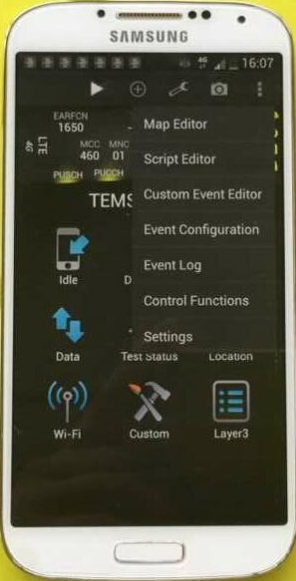 SAMSUNG
4G 16:07
EARFCN
1650
4G LTE
MCC MNC
460 01
PUSCH PUCCH
TEMS
Map Editor
Script Editor
Custom Event Editor
Event Configuration
Event Log
Control Functions
Settings
Idle D
Data Test Status Location
Wi-Fi Custom Layer3